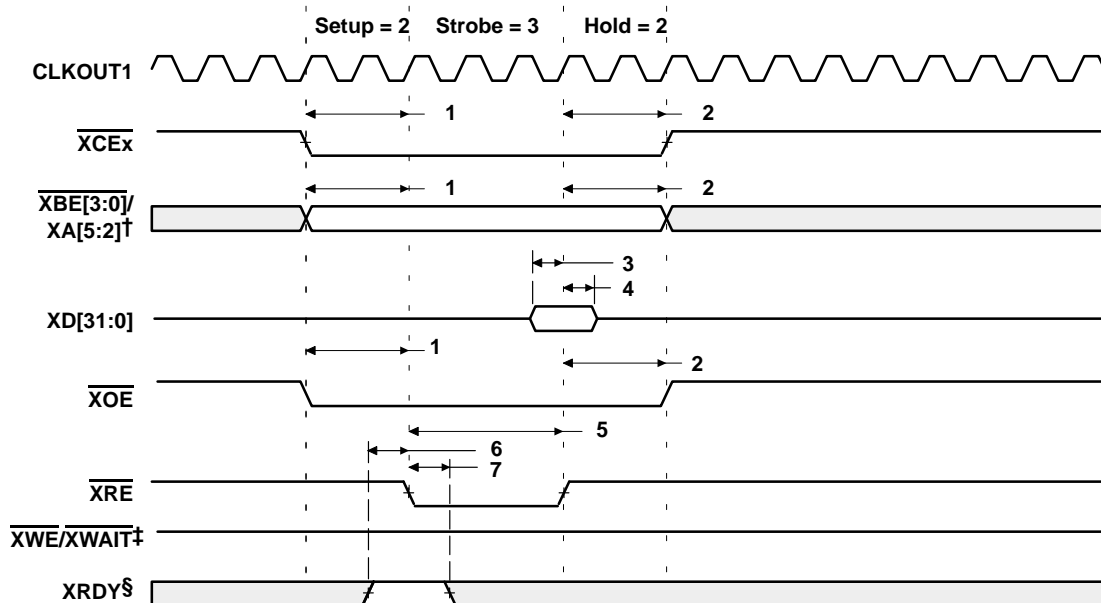 Setup = 2 Strobe = 3 Hold = 2
CLKOUT1
1 2
XCEx
1 2
XBE[3:0]/
XA[5:2]†
3
4
XD[31:0]
1
2
XOE
5
6
7
XRE
XWE/XWAIT‡
XRDY§